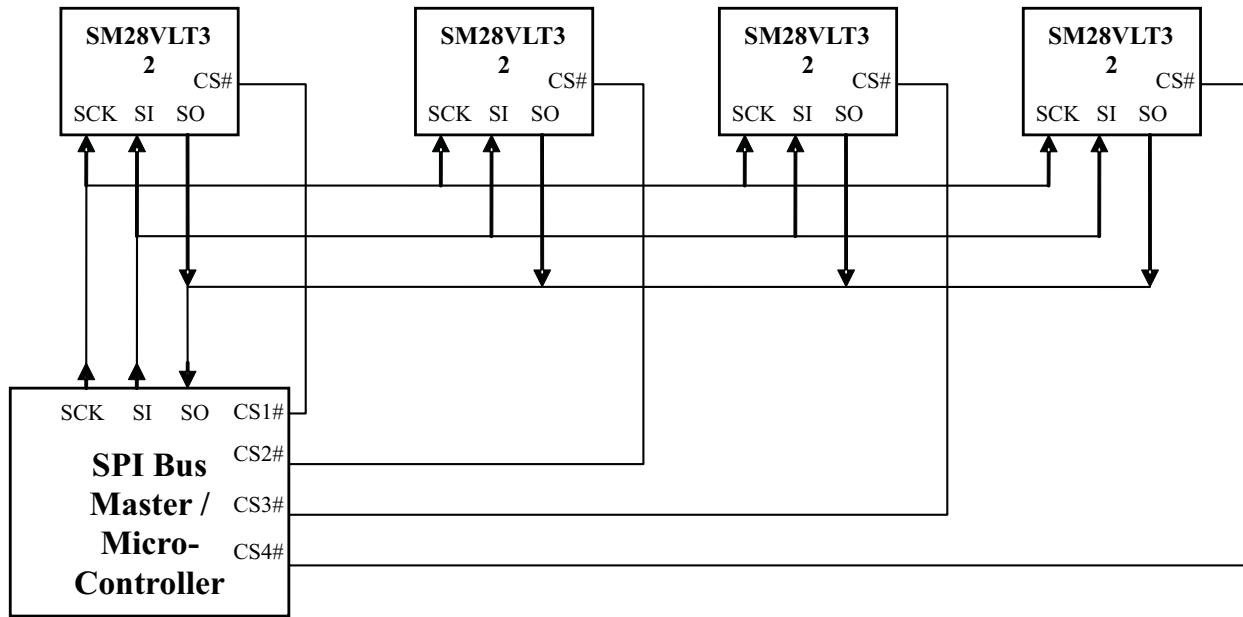 SM28VLT3
2
CS#
SCK SI SO
SM28VLT3
2
CS#
SCK SI SO
SM28VLT3
2
CS#
SCK SI SO
SM28VLT3
2
CS#
SCK SI SO
SCK SI SO CS1#
CS2#
CS3#
CS4#
SPI Bus
Master /
Micro-
Controller